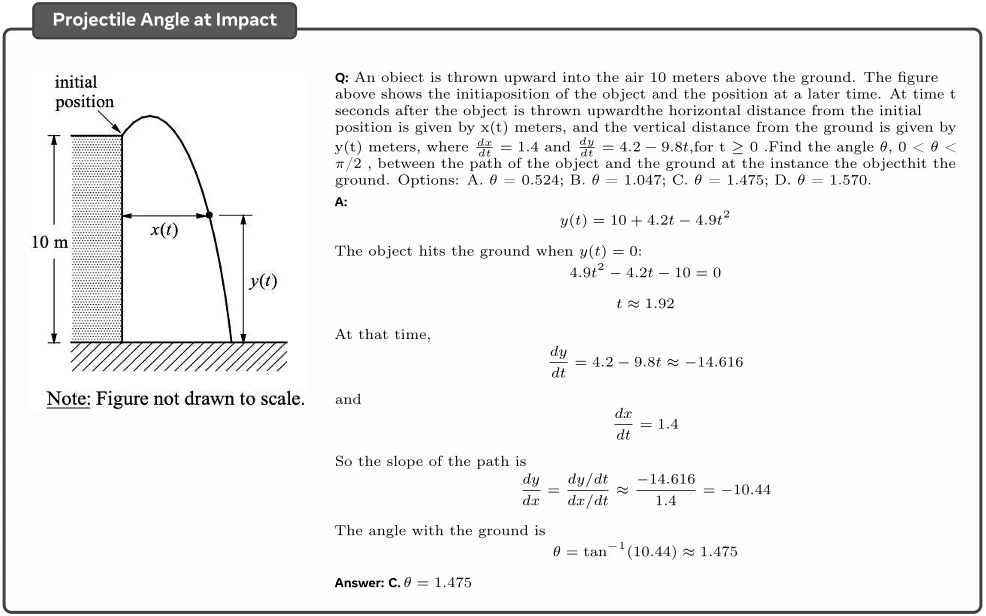 Projectile Angle at Impact
initial
position
10 m
x(t)
y(t)
Note: Figure not drawn to scale.
Q: An obiect is thrown upward into the air 10 meters above the ground. The figure
above shows the initiaposition of the object and the position at a later time. At time t
seconds after the object is thrown upwardthe horizontal distance from the initial
position is given by x(t) meters, and the vertical distance from the ground is given by
y(t) meters, where dx/dt = 1.4 and dy/dt = 4.2 − 9.8t,for t ≥ 0 .Find the angle θ, 0 < θ <
π/2 , between the path of the object and the ground at the instance the objecthit the
ground. Options: A. θ = 0.524; B. θ = 1.047; C. θ = 1.475; D. θ = 1.570.
A:
y(t) = 10 + 4.2t − 4.9t²
The object hits the ground when y(t) = 0:
4.9t² − 4.2t − 10 = 0
t ≈ 1.92
At that time,
dy/dt = 4.2 − 9.8t ≈ −14.616
and
dx/dt = 1.4
So the slope of the path is
dy/dx = dy/dt / dx/dt ≈ −14.616/1.4 = −10.44
The angle with the ground is
θ = tan⁻¹(10.44) ≈ 1.475
Answer: C. θ = 1.475